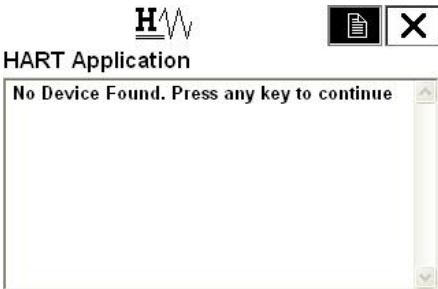 H
HART Application
No Device Found. Press any key to continue